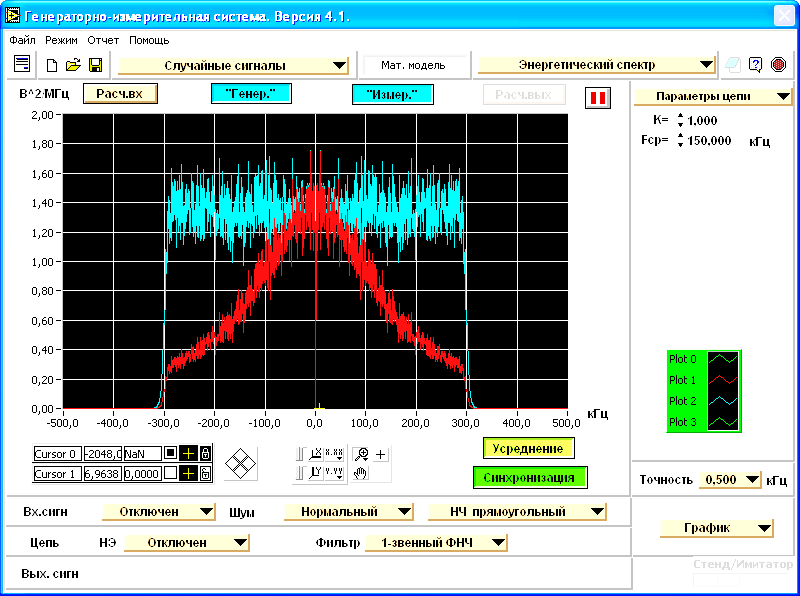 Генераторно-измерительная система. Версия 4.1.
Файл Режим Отчет Помощь
Случайные сигналы Мат. модель Энергетический спектр
В^2/МГц Расч.вх "Генер." "Измер." Расч.вых Параметры цепи
K= 1,000
Fср= 150,000 кГц
2,00
1,80
1,60
1,40
1,20
1,00
0,80
0,60
0,40
0,20
0,00
-500,0 -400,0 -300,0 -200,0 -100,0 0,0 100,0 200,0 300,0 400,0 500,0 кГц
Plot 0
Plot 1
Plot 2
Plot 3
Cursor 0 -2048,0 NaN
Cursor 1 6,9638 0,0000
X X.XX
Y Y.YY
Усреднение
Синхронизация
Точность 0,500 кГц
Вх.сигн Отключен Шум Нормальный НЧ прямоугольный
График
Цепь НЭ Отключен Фильтр 1-звенный ФНЧ
Стенд/Имитатор
Вых. сигн